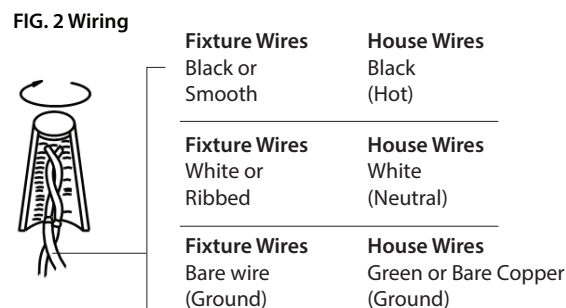 FIG. 2 Wiring
Fixture Wires House Wires
Black or Black
Smooth (Hot)
Fixture Wires House Wires
White or White
Ribbed (Neutral)
Fixture Wires House Wires
Bare wire Green or Bare Copper
(Ground) (Ground)